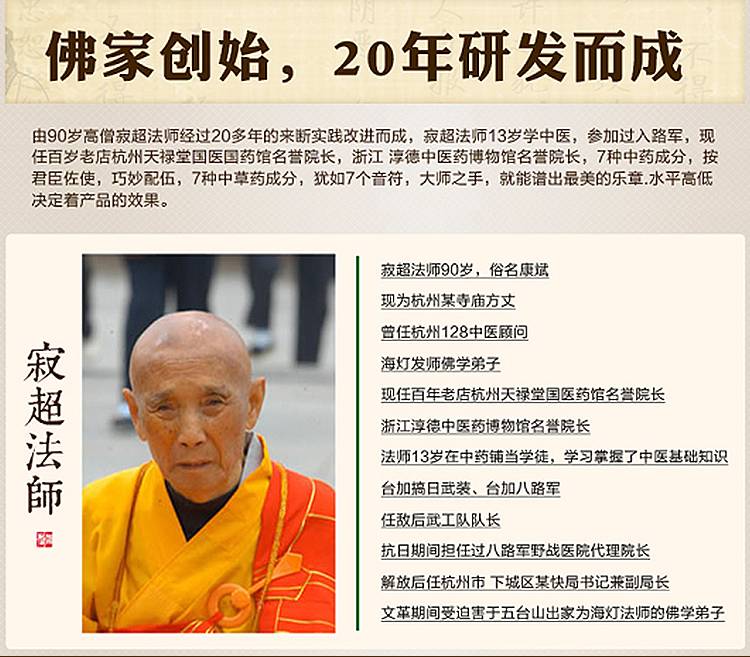 佛家创始，20年研发而成
由90岁高僧寂超法师经过20多年的来断实践改进而成，寂超法师13岁学中医，参加过入路军，现
任百岁老店杭州天禄堂国医国药馆名誉院长，浙江 淳德中医药博物馆名誉院长，7种中药成分，按
君臣佐使，巧妙配伍，7种中草药成分，犹如7个音符，大师之手，就能谱出最美的乐章.水平高低
决定着产品的效果。
寂超法師
寂超法师90岁，俗名康斌
现为杭州某寺庙方丈
曾任杭州128中医顾问
海灯发师佛学弟子
现任百年老店杭州天禄堂国医药馆名誉院长
浙江淳德中医药博物馆名誉院长
法师13岁在中药铺当学徒，学习掌握了中医基础知识
台加搞日武装、台加八路军
任敌后武工队队长
抗日期间担任过八路军野战医院代理院长
解放后任杭州市 下城区某快局书记兼副局长
文革期间受迫害于五台山出家为海灯法师的佛学弟子